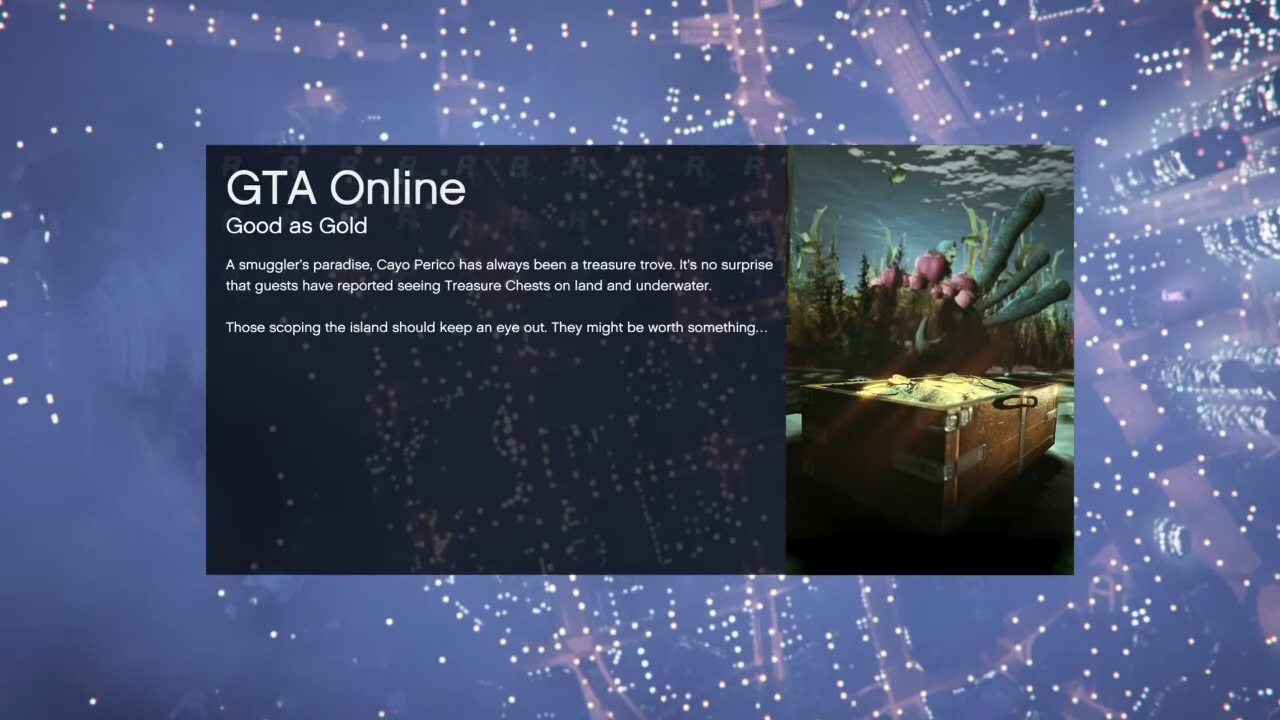 GTA Online
Good as Gold
A smuggler's paradise, Cayo Perico has always been a treasure trove. It's no surprise
that guests have reported seeing Treasure Chests on land and underwater.
Those scoping the island should keep an eye out. They might be worth something...